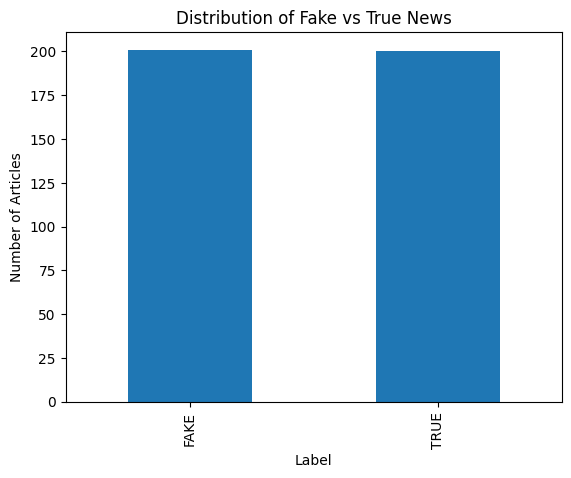 Distribution of Fake vs True News
Number of Articles
200
175
150
125
100
75
50
25
0
FAKE
TRUE
Label